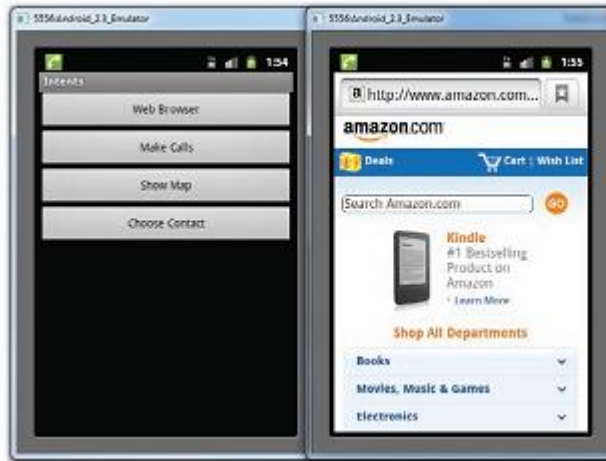 5556:Android_2.3_Emulator
1:54
Intents
Web Browser
Make Calls
Show Map
Choose Contact
5556:Android_2.3_Emulator
1:55
a http://www.amazon.com...
amazon.com
Deals
Cart | Wish List
Search Amazon.com
GO
Kindle
#1 Bestselling
Product on
Amazon
› Learn More
Shop All Departments
Books
Movies, Music & Games
Electronics